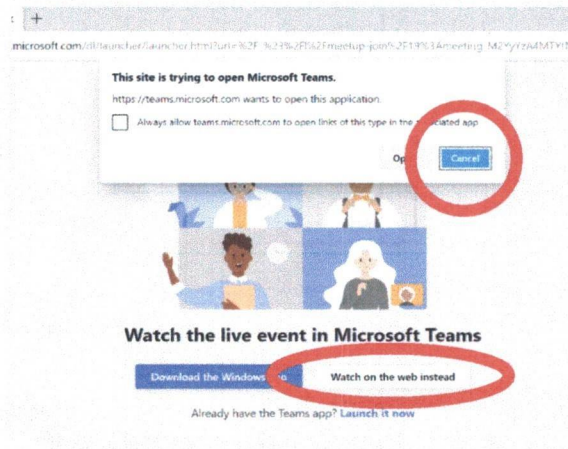 : +
This site is trying to open Microsoft Teams.
https://teams.microsoft.com wants to open this application.
Always allow teams.microsoft.com to open links of this type in the associated app
Cancel
Watch the live event in Microsoft Teams
Download the Windows
Watch on the web instead
Already have the Teams app? Launch it now